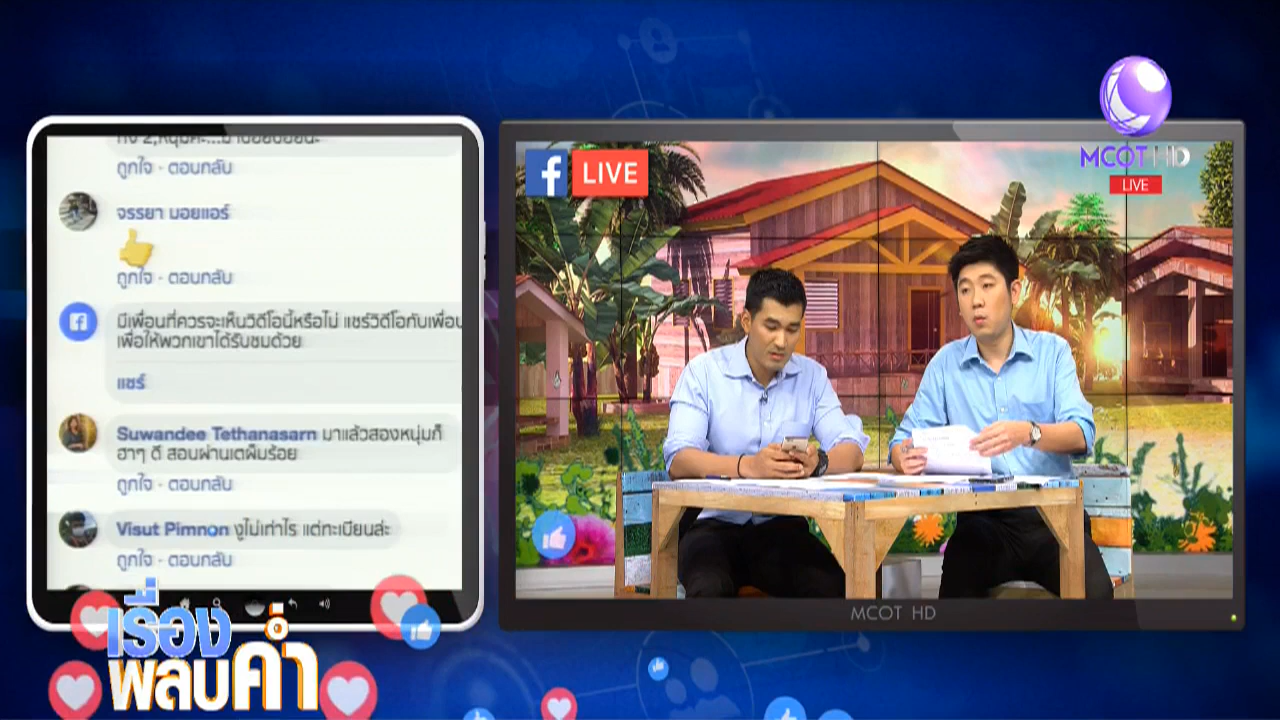 ถูกใจ · ตอบกลับ
จรรยา มอยแอร์
ถูกใจ · ตอบกลับ
มีเพื่อนที่ควรจะเห็นวิดีโอนี้หรือไม่ แชร์วิดีโอกับเพื่อน
เพื่อให้พวกเขาได้รับชมด้วย
แชร์
Suwandee Tethanasarn มาแล้วสองหนุ่มก็
ฮาๆ ดี สอบผ่านเตผิมร้อย
ถูกใจ · ตอบกลับ
Visut Pimnon งูไม่เท่าไร แต่ทะเบียนล่ะ
ถูกใจ · ตอบกลับ
เรื่อง
พลบค่ำ
f LIVE
MCOT HD
LIVE
MCOT HD